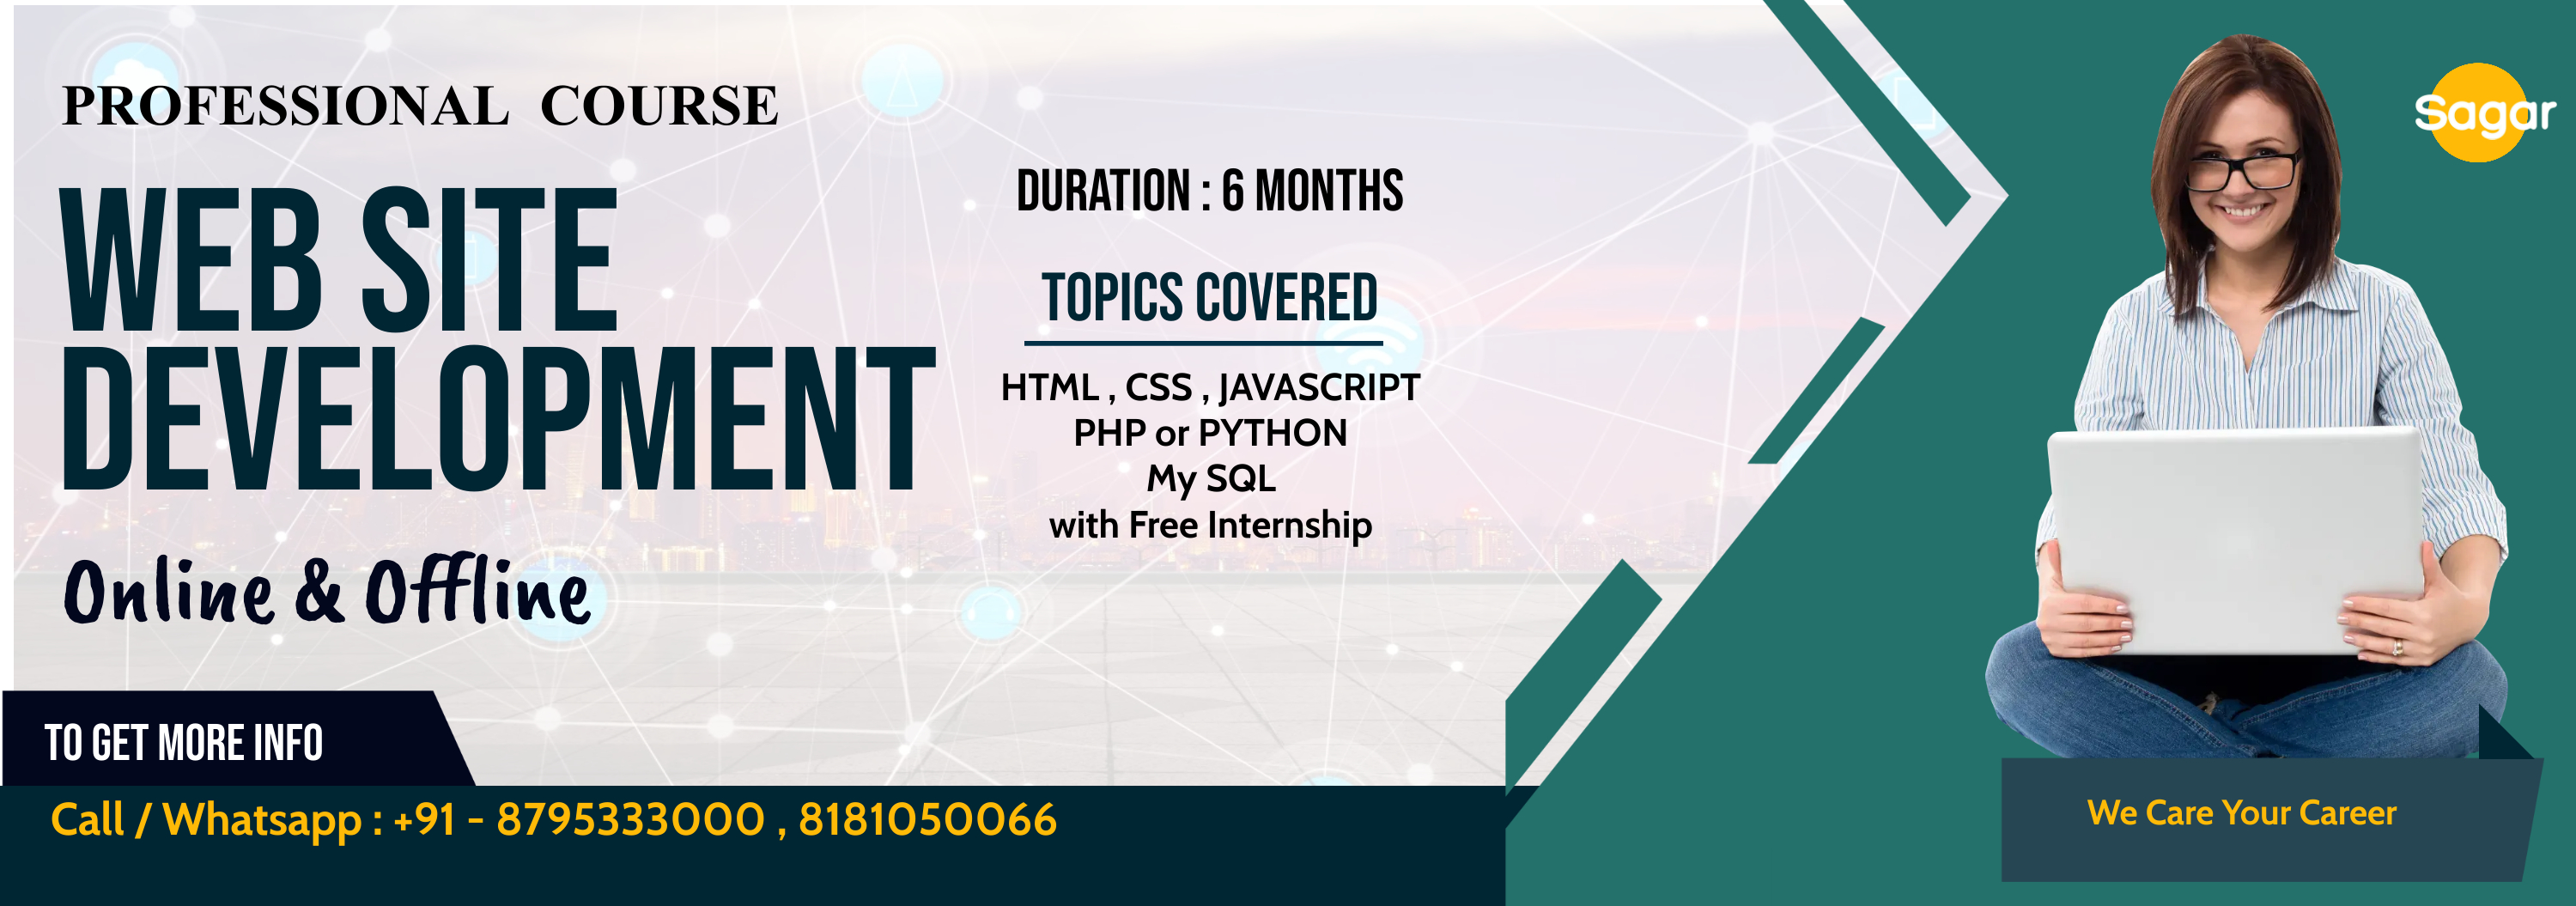 PROFESSIONAL COURSE
WEB SITE
DEVELOPMENT
Online & Offline
DURATION : 6 MONTHS
TOPICS COVERED
HTML , CSS , JAVASCRIPT
PHP or PYTHON
My SQL
with Free Internship
Sagar
TO GET MORE INFO
Call / Whatsapp : +91 - 8795333000 , 8181050066
We Care Your Career